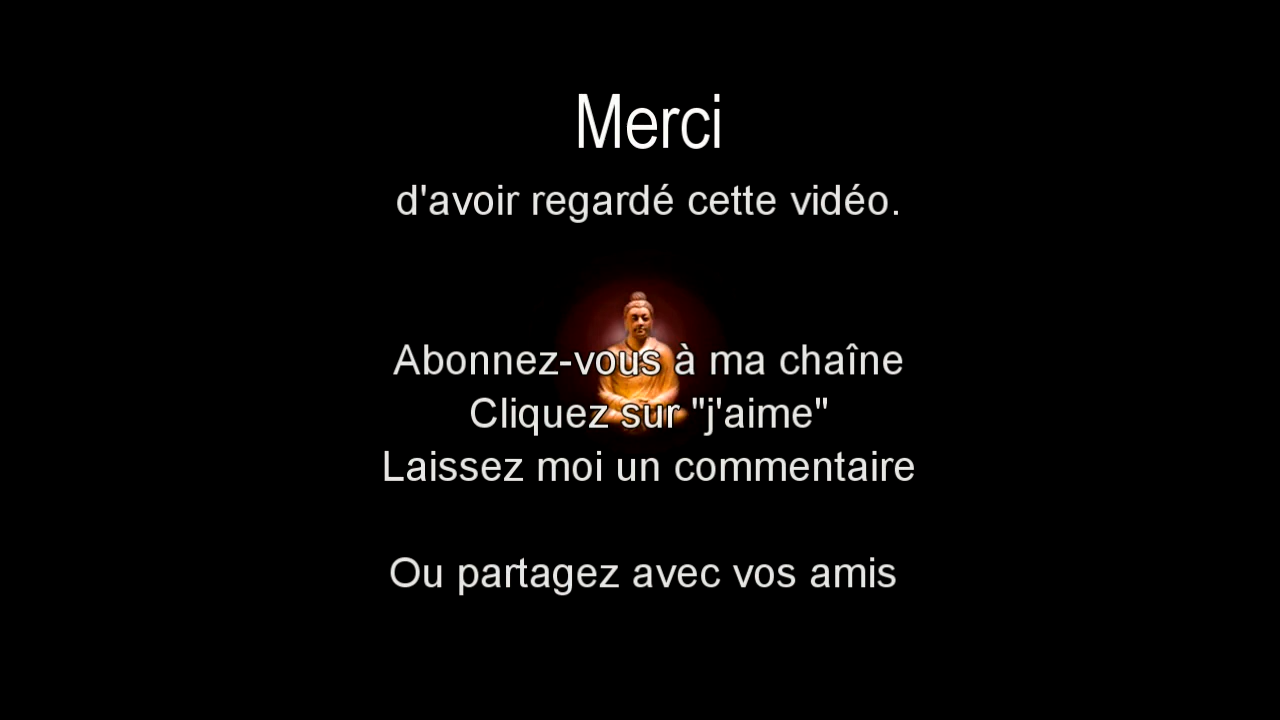 Merci
d'avoir regardé cette vidéo.
Abonnez-vous à ma chaîne
Cliquez sur "j'aime"
Laissez moi un commentaire
Ou partagez avec vos amis